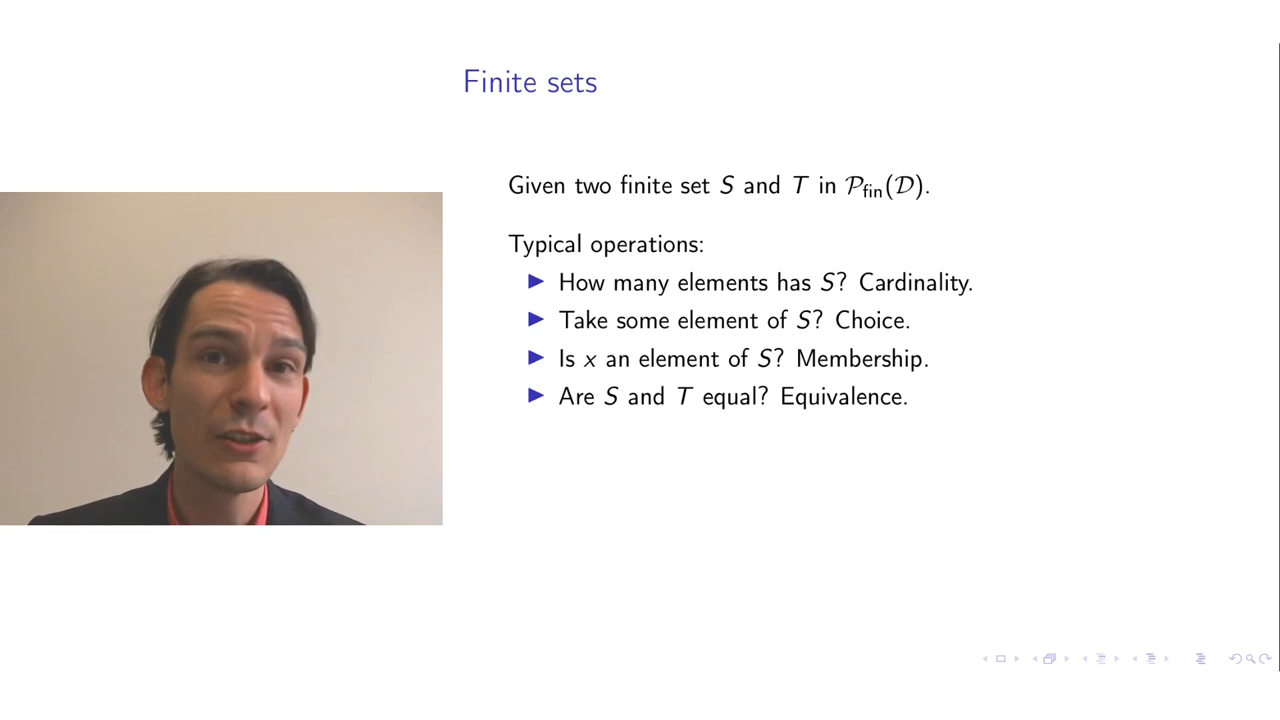 Finite sets
Given two finite set S and T in 𝒫fin(𝒟).
Typical operations:
▶ How many elements has S? Cardinality.
▶ Take some element of S? Choice.
▶ Is x an element of S? Membership.
▶ Are S and T equal? Equivalence.